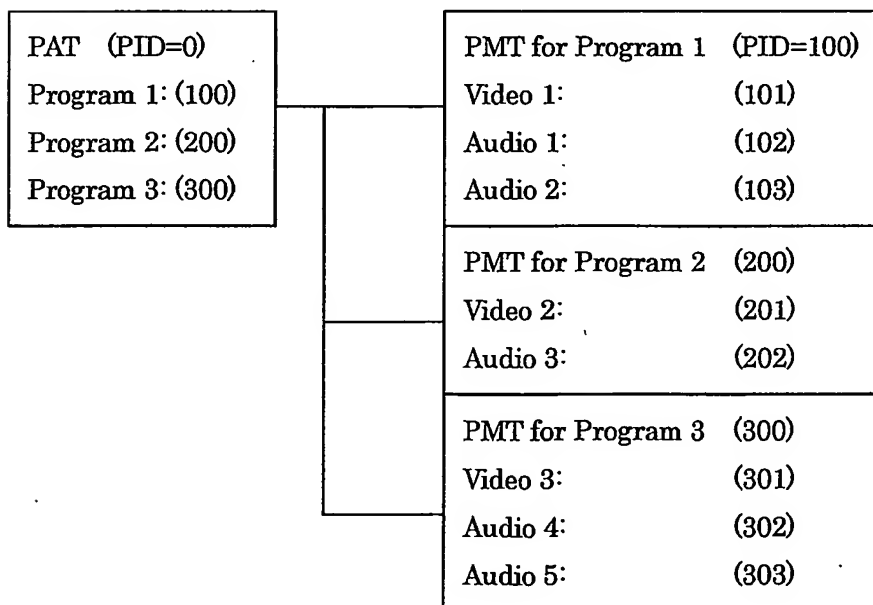 PAT (PID=0)
Program 1: (100)
Program 2: (200)
Program 3: (300)
PMT for Program 1 (PID=100)
Video 1: (101)
Audio 1: (102)
Audio 2: (103)
PMT for Program 2 (200)
Video 2: (201)
Audio 3: (202)
PMT for Program 3 (300)
Video 3: (301)
Audio 4: (302)
Audio 5: (303)